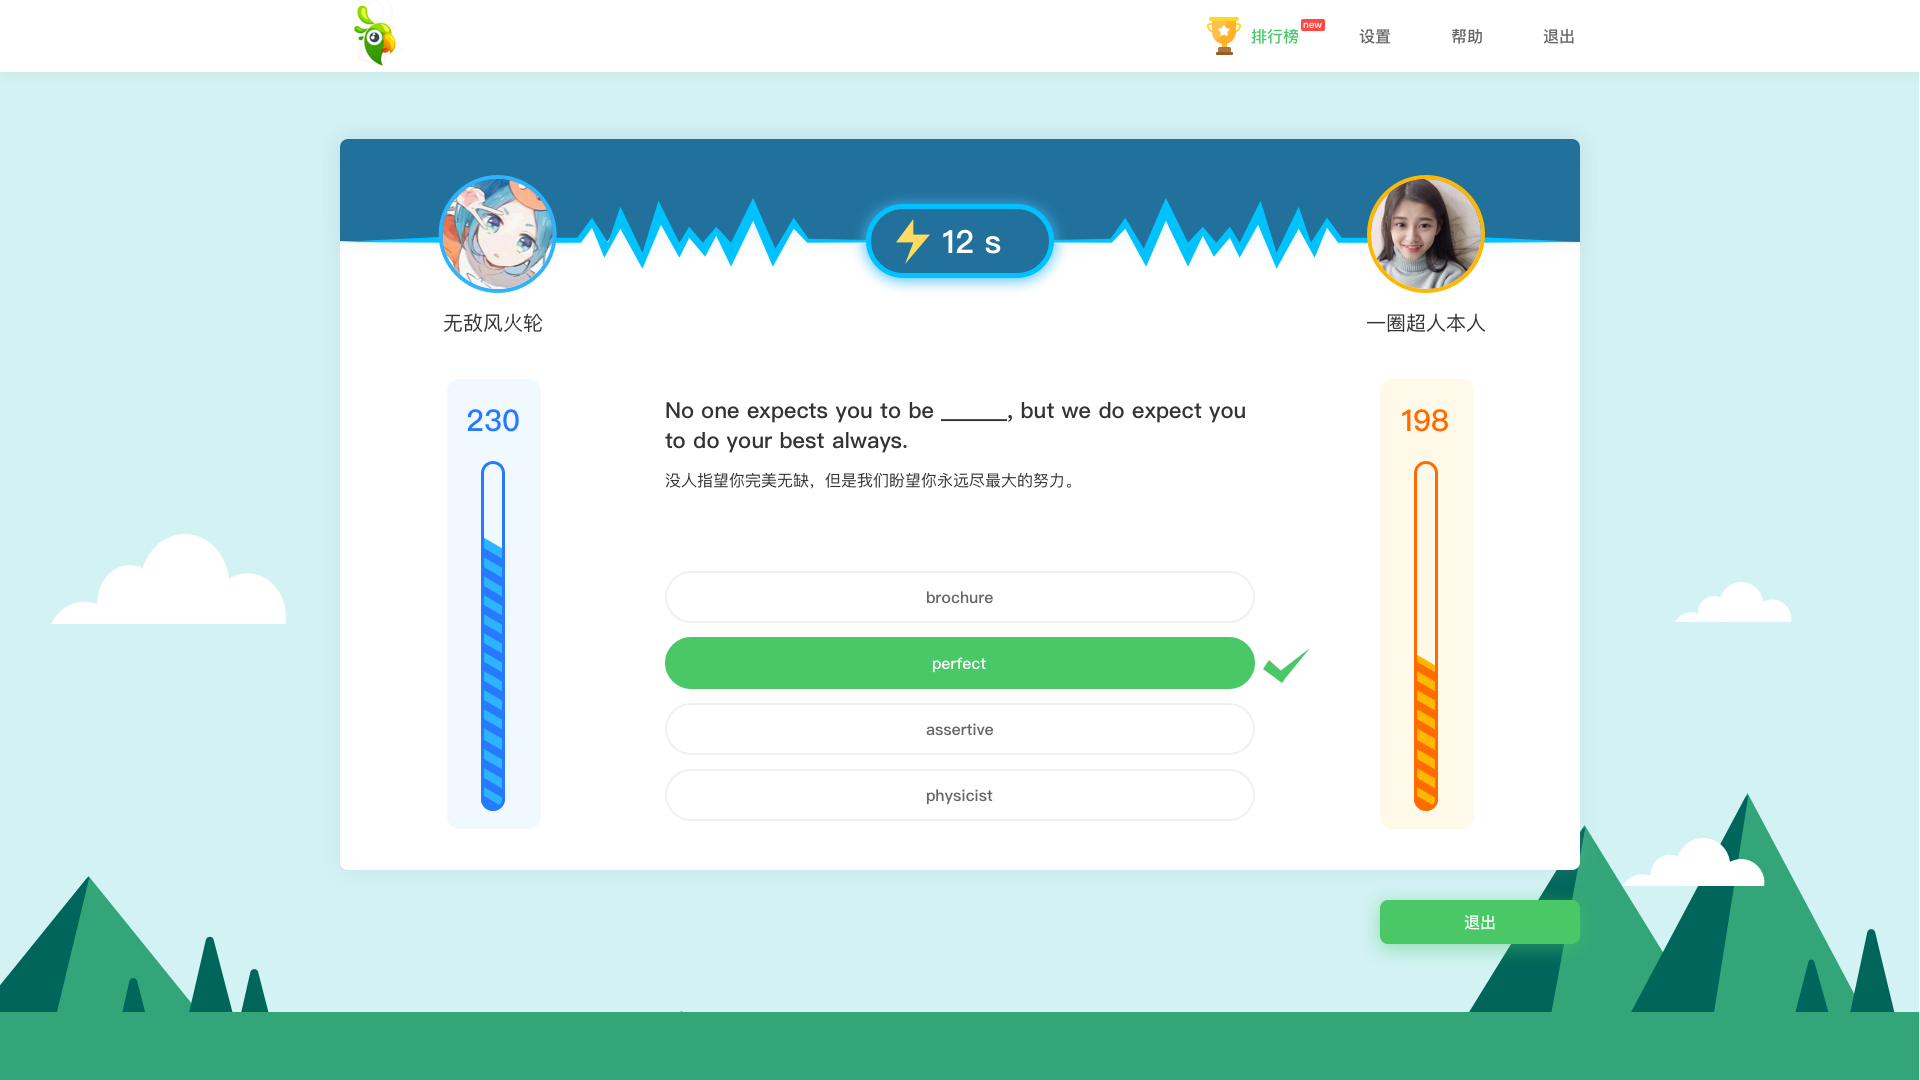 排行榜
new
设置
帮助
退出
12 s
无敌风火轮
一圈超人本人
230
198
No one expects you to be ______, but we do expect you
to do your best always.
没人指望你完美无缺，但是我们盼望你永远尽最大的努力。
brochure
perfect
assertive
physicist
退出